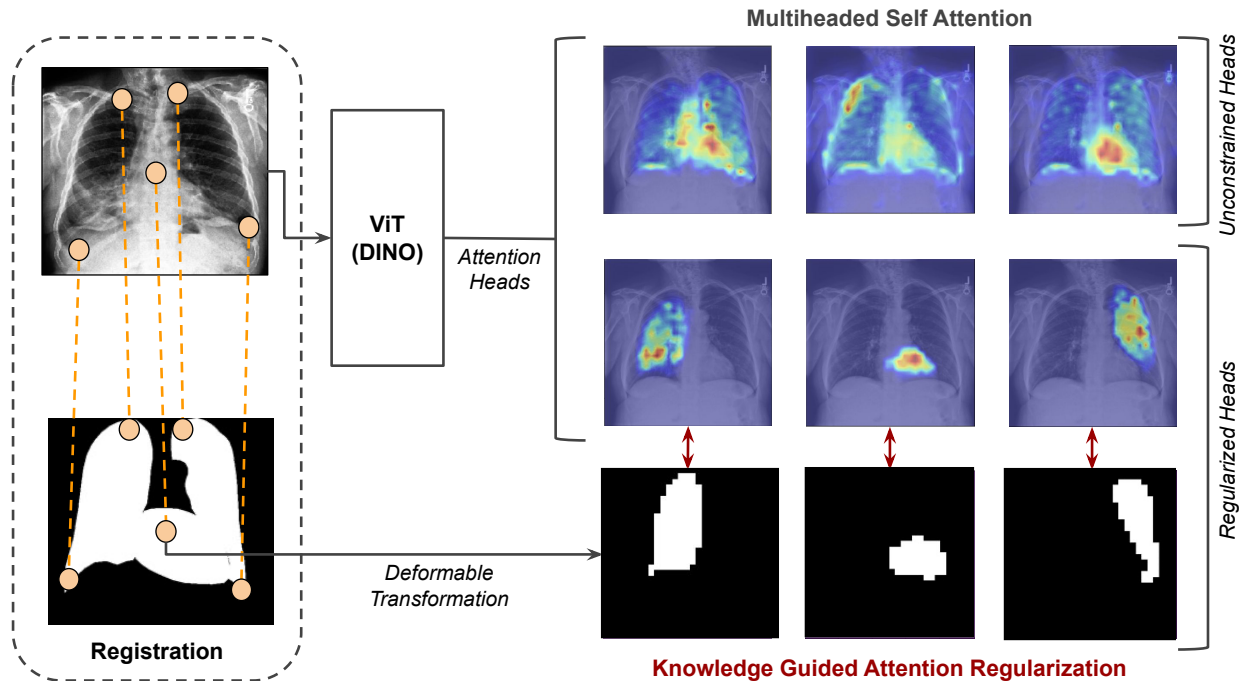 Multiheaded Self Attention
Unconstrained Heads
ViT
(DINO)
Attention
Heads
Regularized Heads
Deformable
Transformation
Registration
Knowledge Guided Attention Regularization